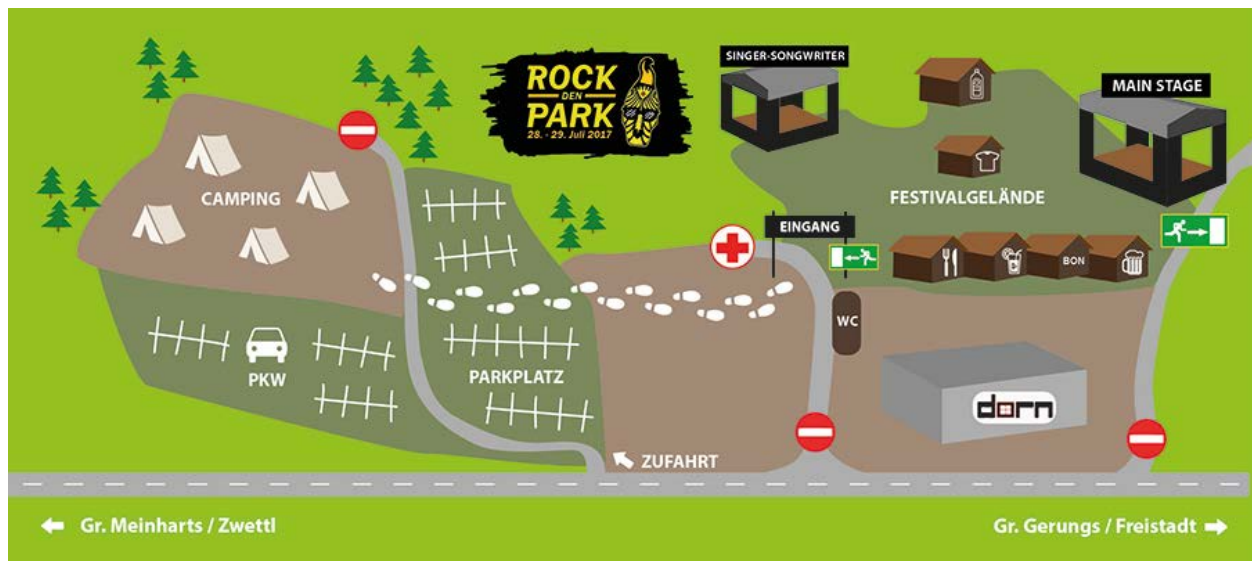 ROCK
DEN
PARK
28. - 29. Juli 2017
SINGER-SONGWRITER
MAIN STAGE
CAMPING
FESTIVALGELÄNDE
EINGANG
BON
WC
PKW
PARKPLATZ
dorn
ZUFAHRT
Gr. Meinharts / Zwettl
Gr. Gerungs / Freistadt